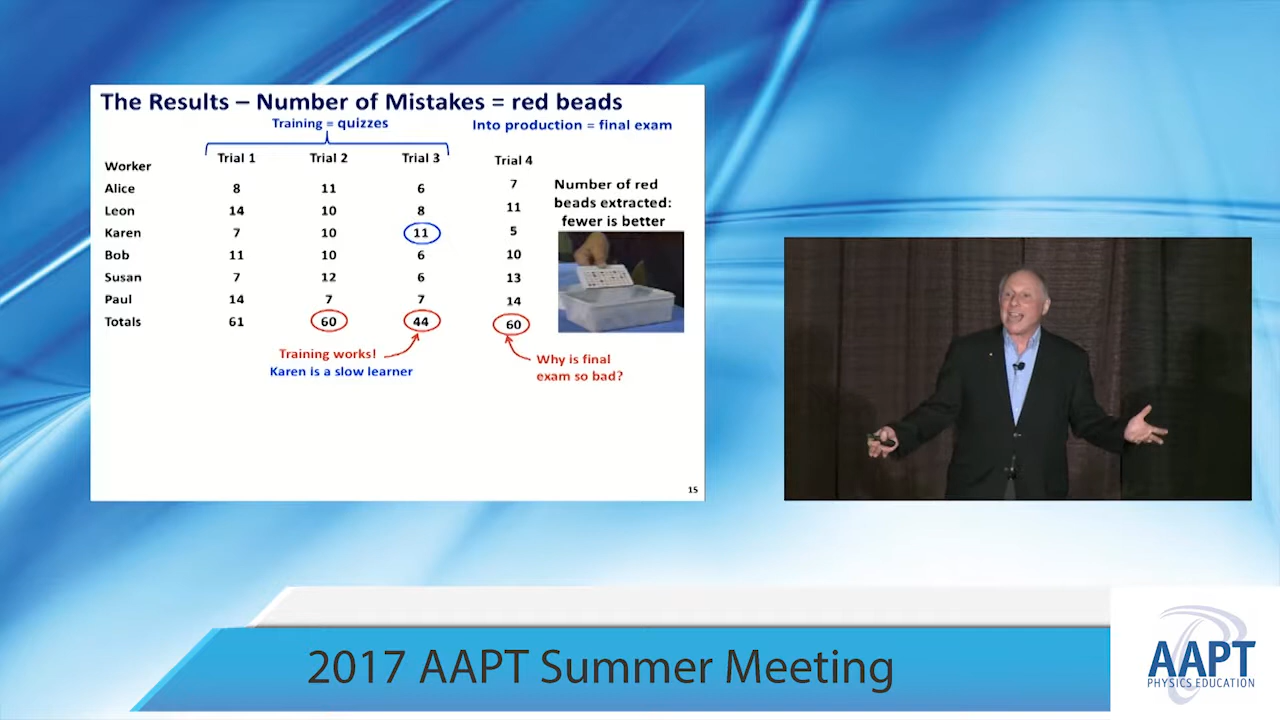 The Results – Number of Mistakes = red beads
Training = quizzes
Into production = final exam
Worker Trial 1 Trial 2 Trial 3 Trial 4
Alice 8 11 6 7
Leon 14 10 8 11
Karen 7 10 11 5
Bob 11 10 6 10
Susan 7 12 6 13
Paul 14 7 7 14
Totals 61 60 44 60
Number of red
beads extracted:
fewer is better
Training works!
Karen is a slow learner
Why is final
exam so bad?
15
2017 AAPT Summer Meeting
AAPT
PHYSICS EDUCATION